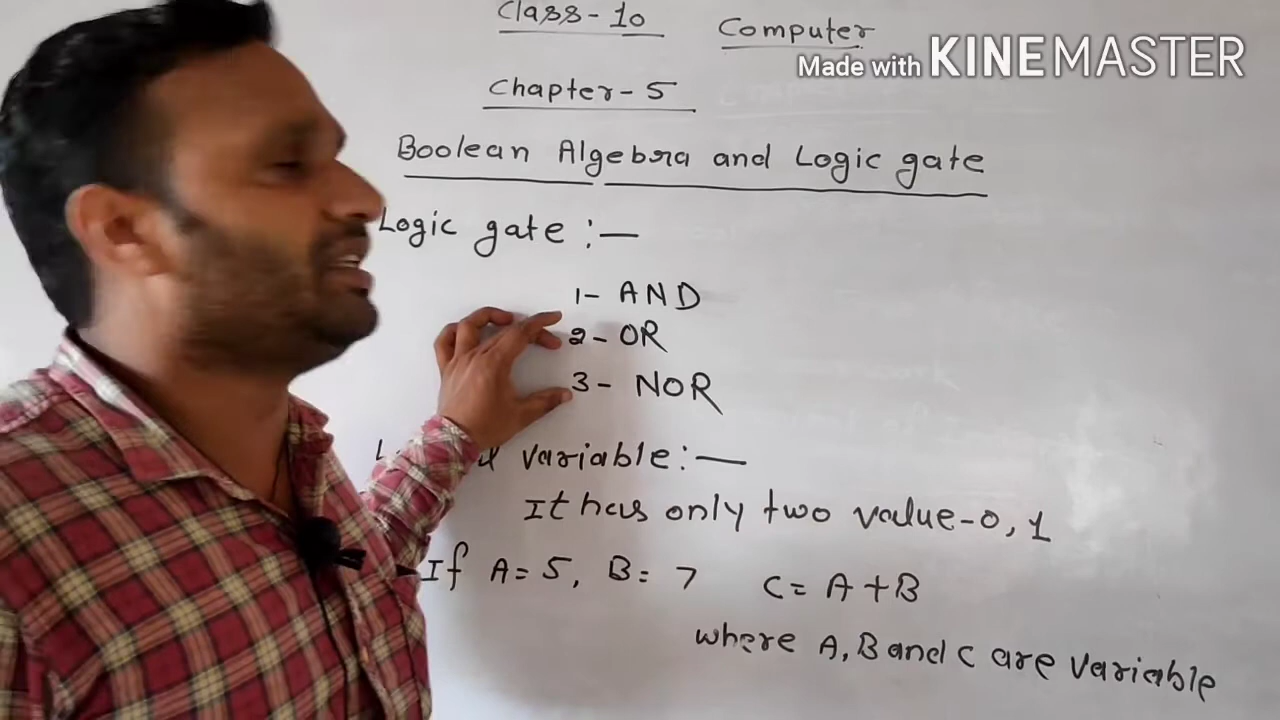 Class-10 Computer
Made with KINEMASTER
Chapter-5
Boolean Algebra and Logic gate
Logic gate :—
1- AND
2- OR
3- NOR
variable:—
It has only two value-0, 1
If A= 5, B= 7 C= A+B
where A, B and C are variable